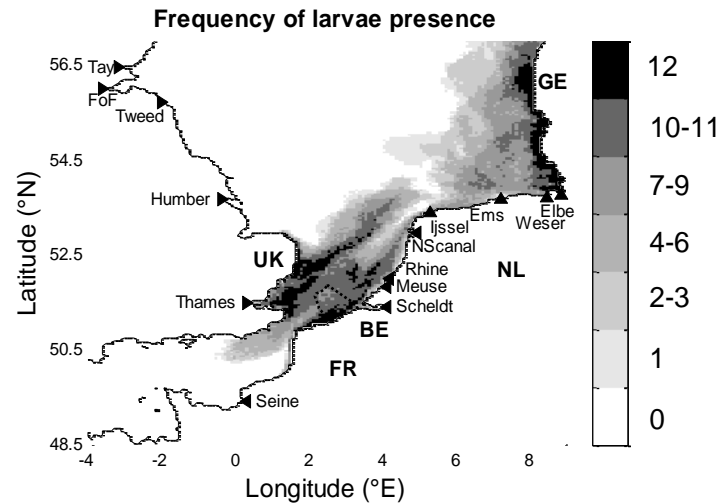 Frequency of larvae presence
56.5
54.5
52.5
50.5
48.5
Latitude (°N)
-4 -2 0 2 4 6 8
Longitude (°E)
Tay
FoF
Tweed
Humber
UK
Thames
Seine
FR
BE
NL
GE
Scheldt
Meuse
Rhine
NScanal
Ijssel
Ems
Weser
Elbe
12
10-11
7-9
4-6
2-3
1
0